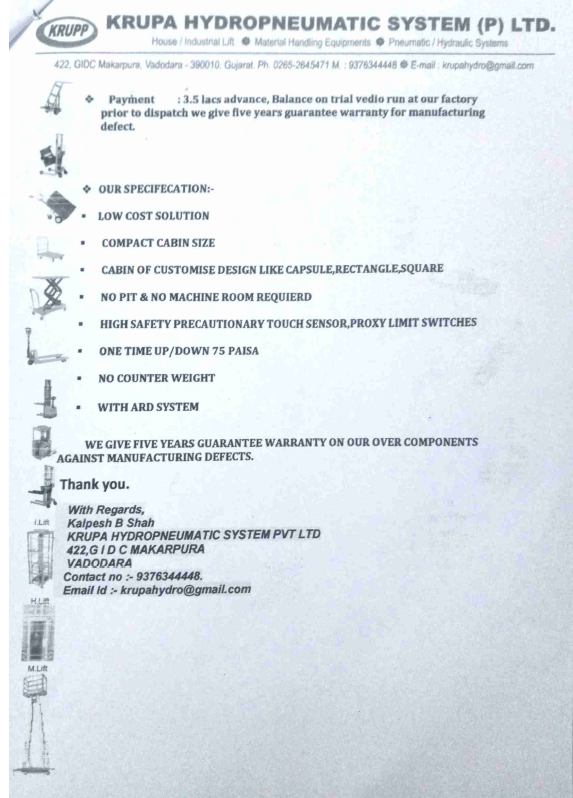 KRUPP
KRUPA HYDROPNEUMATIC SYSTEM (P) LTD.
House / Industrial Lift Material Handling Equipments Pneumatic / Hydraulic Systems
422, GIDC Makarpura, Vadodara - 390010. Gujarat. Ph. 0265-2645471 M. : 9376344448 E-mail : krupahydro@gmail.com
❖ Payment : 3.5 lacs advance, Balance on trial vedio run at our factory
prior to dispatch we give five years guarantee warranty for manufacturing
defect.
❖ OUR SPECIFECATION:-
▪ LOW COST SOLUTION
▪ COMPACT CABIN SIZE
▪ CABIN OF CUSTOMISE DESIGN LIKE CAPSULE,RECTANGLE,SQUARE
▪ NO PIT & NO MACHINE ROOM REQUIERD
▪ HIGH SAFETY PRECAUTIONARY TOUCH SENSOR,PROXY LIMIT SWITCHES
▪ ONE TIME UP/DOWN 75 PAISA
▪ NO COUNTER WEIGHT
▪ WITH ARD SYSTEM
WE GIVE FIVE YEARS GUARANTEE WARRANTY ON OUR OVER COMPONENTS
AGAINST MANUFACTURING DEFECTS.
Thank you.
With Regards,
Kalpesh B Shah
KRUPA HYDROPNEUMATIC SYSTEM PVT LTD
422,G I D C MAKARPURA
VADODARA
Contact no :- 9376344448.
Email Id :- krupahydro@gmail.com
I.Lift
H.Lift
M.Lift